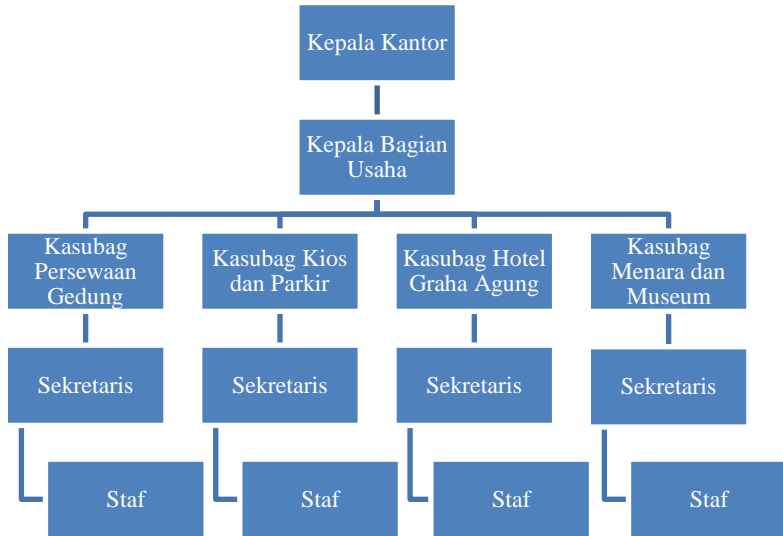 Kepala Kantor
Kepala Bagian
Usaha
Kasubag
Persewaan
Gedung
Kasubag Kios
dan Parkir
Kasubag Hotel
Graha Agung
Kasubag
Menara dan
Museum
Sekretaris
Sekretaris
Sekretaris
Sekretaris
Staf
Staf
Staf
Staf